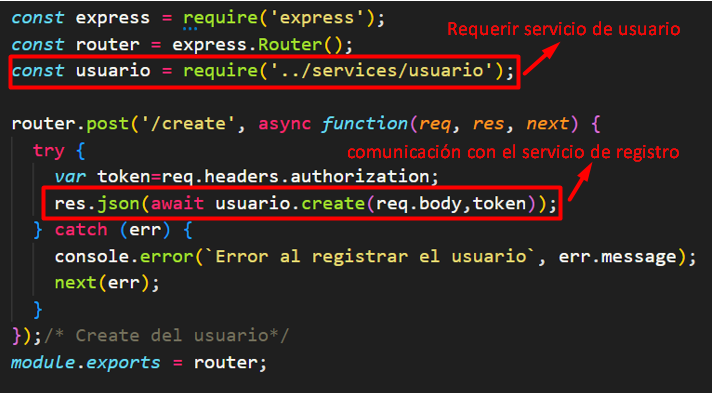 const express = require('express');
const router = express.Router();
Requerir servicio de usuario
const usuario = require('../services/usuario');
router.post('/create', async function(req, res, next) {
try {
comunicación con el servicio de registro
var token=req.headers.authorization;
res.json(await usuario.create(req.body,token));
} catch (err) {
console.error(`Error al registrar el usuario`, err.message);
next(err);
}
});/* Create del usuario*/
module.exports = router;